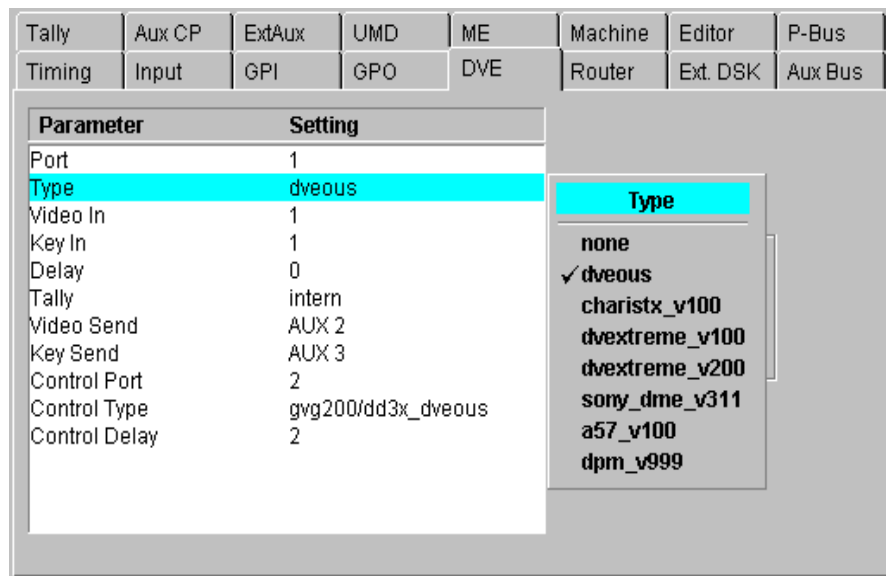 Tally Aux CP ExtAux UMD ME Machine Editor P-Bus
Timing Input GPI GPO DVE Router Ext. DSK Aux Bus
Parameter Setting
Port 1
Type dveous
Video In 1
Key In 1
Delay 0
Tally intern
Video Send AUX 2
Key Send AUX 3
Control Port 2
Control Type gvg200/dd3x_dveous
Control Delay 2
Type
none
✓ dveous
charistx_v100
dvextreme_v100
dvextreme_v200
sony_dme_v311
a57_v100
dpm_v999